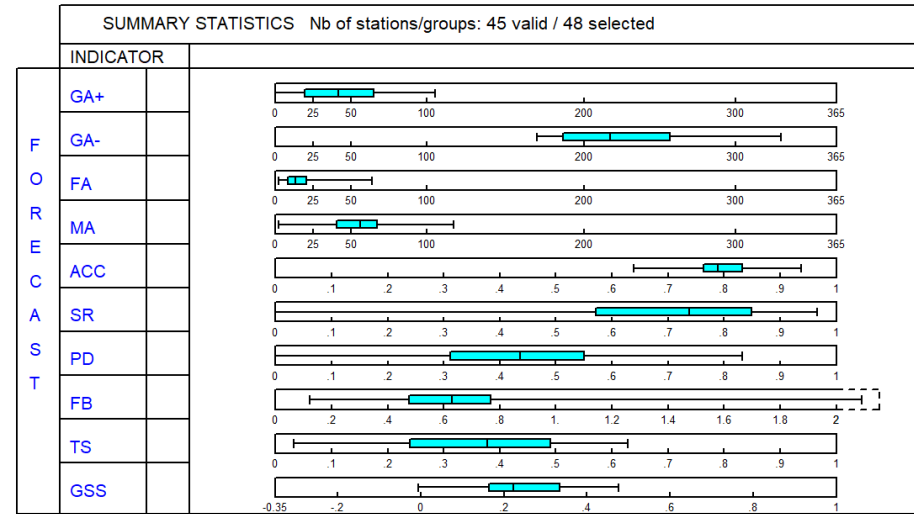 SUMMARY STATISTICS Nb of stations/groups: 45 valid / 48 selected
INDICATOR
FORECAST
GA+
0 25 50 100 200 300 365
GA-
0 25 50 100 200 300 365
FA
0 25 50 100 200 300 365
MA
0 25 50 100 200 300 365
ACC
0 .1 .2 .3 .4 .5 .6 .7 .8 .9 1
SR
0 .1 .2 .3 .4 .5 .6 .7 .8 .9 1
PD
0 .1 .2 .3 .4 .5 .6 .7 .8 .9 1
FB
0 .2 .4 .6 .8 1. 1.2 1.4 1.6 1.8 2
TS
0 .1 .2 .3 .4 .5 .6 .7 .8 .9 1
GSS
-0.35 -.2 0 .2 .4 .6 .8 1